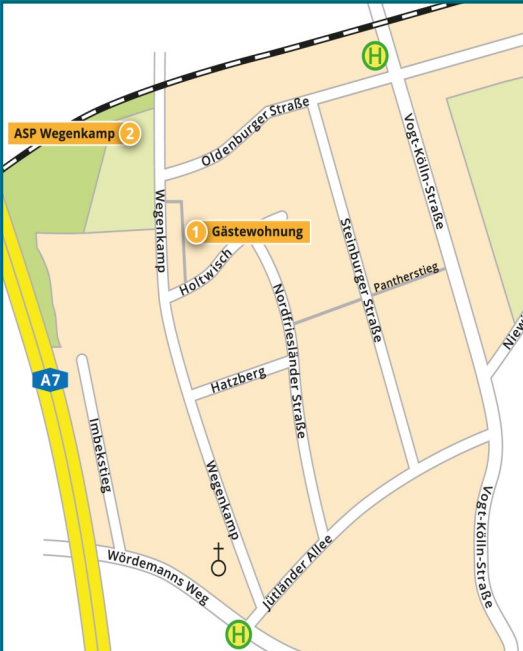 H
ASP Wegenkamp 2
Oldenburger Straße
Vogt-Kölln-Straße
Wegenkamp
1 Gästewohnung
Steinburger Straße
Holtwisch
Pantherstieg
Nordfriesländer Straße
Niew
A7
Hatzberg
Imbekstieg
Wegenkamp
Vogt-Kölln-Straße
Jütländer Allee
Wördemanns Weg
H